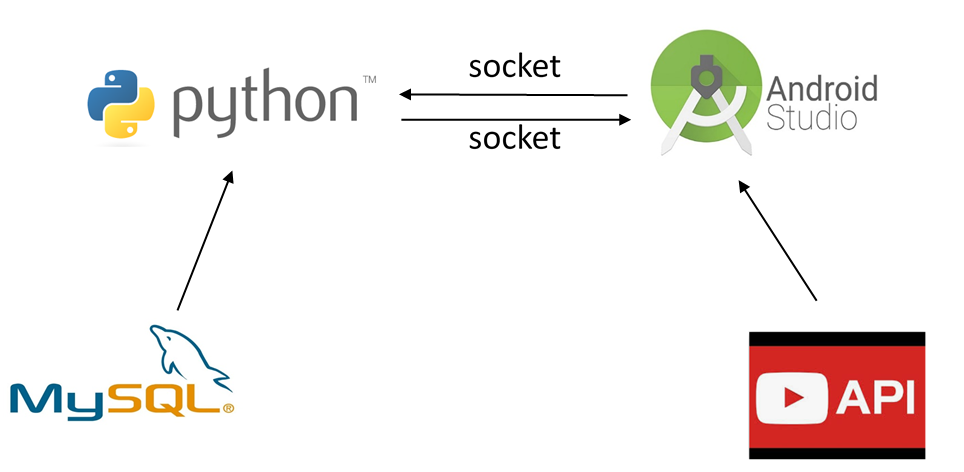 socket
python™
Android
Studio
socket
MySQL®
API